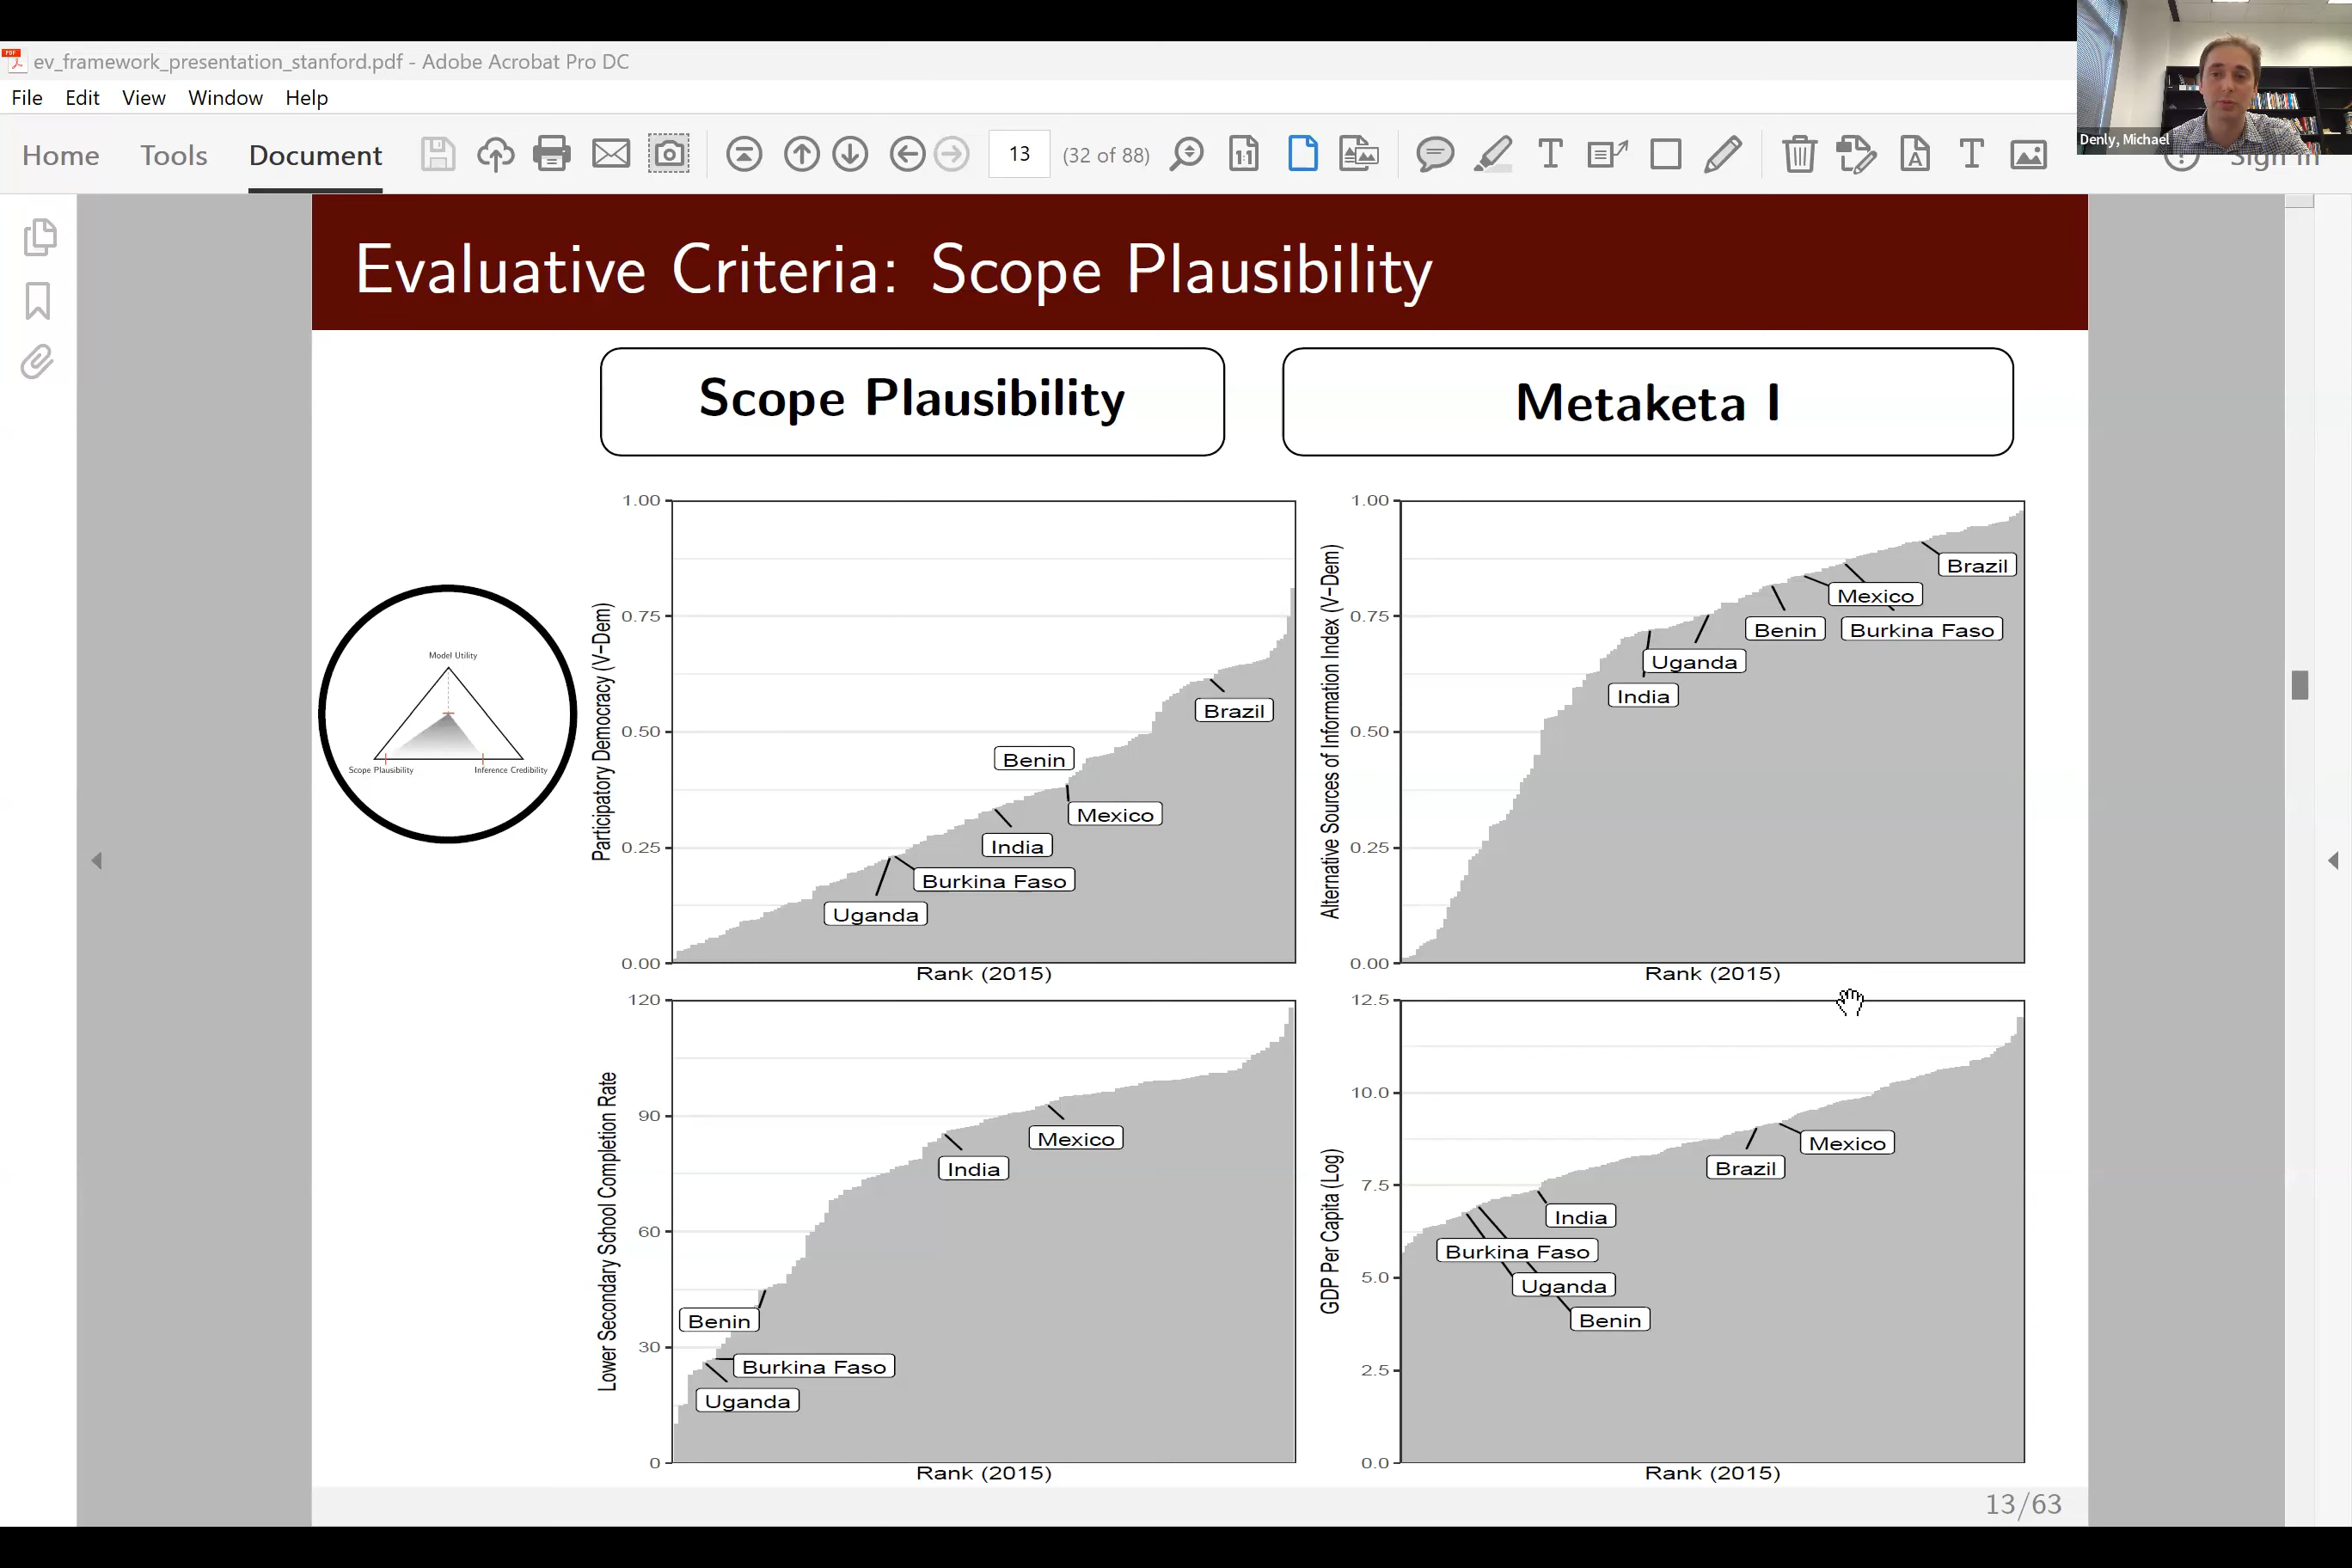 ev_framework_presentation_stanford.pdf - Adobe Acrobat Pro DC
File Edit View Window Help
Home Tools Document
13 (32 of 88)
Denly, Michael
Sign In
Evaluative Criteria: Scope Plausibility
Scope Plausibility
Metaketa I
Model Utility
Scope Plausibility
Inference Credibility
Participatory Democracy (V-Dem)
1.00
0.75
0.50
0.25
0.00
Brazil
Benin
Mexico
India
Burkina Faso
Uganda
Rank (2015)
Alternative Sources of Information Index (V-Dem)
1.00
0.75
0.50
0.25
0.00
Brazil
Mexico
Benin
Burkina Faso
Uganda
India
Rank (2015)
Lower Secondary School Completion Rate
120
90
60
30
0
Mexico
India
Benin
Burkina Faso
Uganda
Rank (2015)
GDP Per Capita (Log)
12.5
10.0
7.5
5.0
2.5
0.0
Mexico
Brazil
India
Burkina Faso
Uganda
Benin
Rank (2015)
13/63